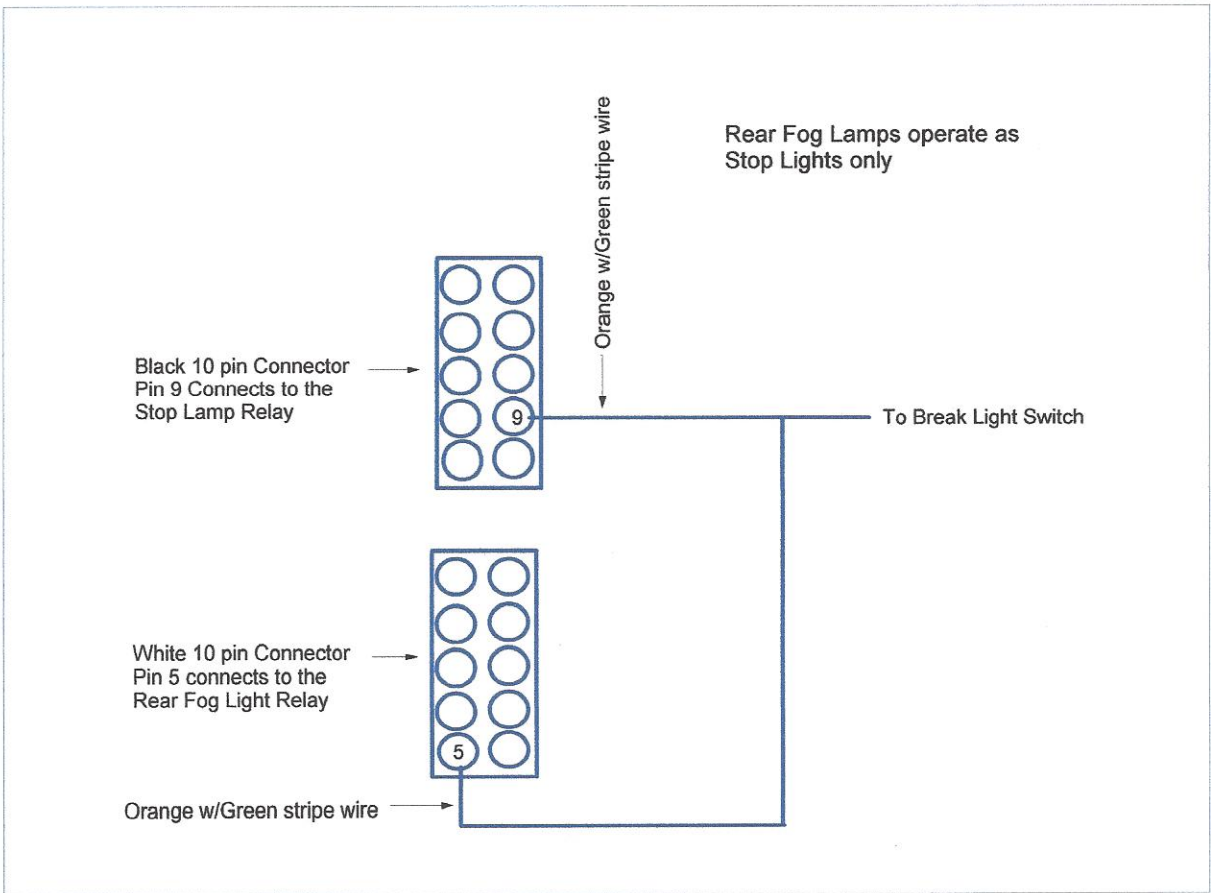 Rear Fog Lamps operate as
Stop Lights only
Orange w/Green stripe wire
Black 10 pin Connector
Pin 9 Connects to the
Stop Lamp Relay
9
To Break Light Switch
White 10 pin Connector
Pin 5 connects to the
Rear Fog Light Relay
5
Orange w/Green stripe wire